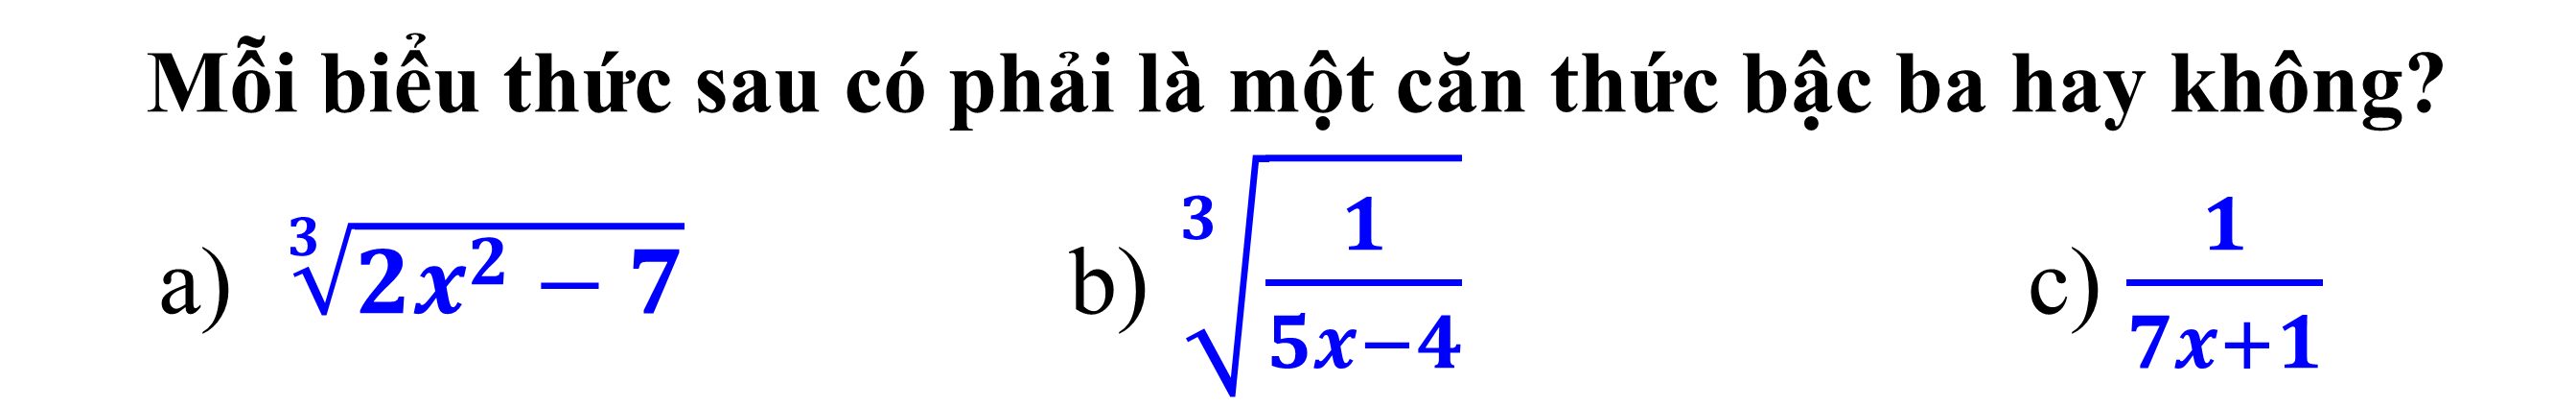 Mỗi biểu thức sau có phải là một căn thức bậc ba hay không?
a) ∛(2x² − 7) b) ∛(1/(5x−4)) c) 1/(7x+1)